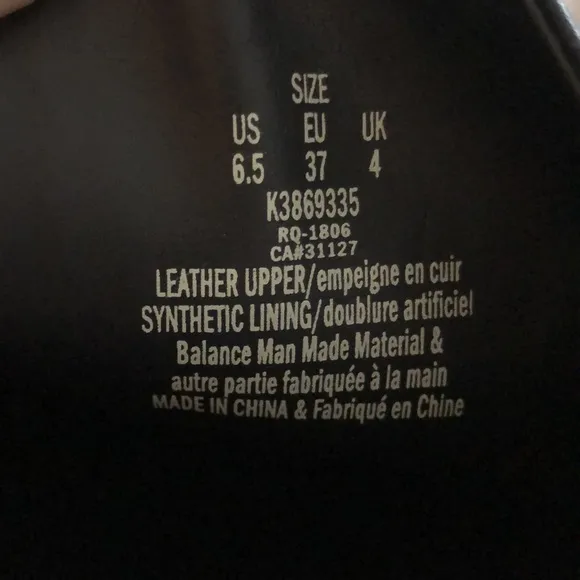 SIZE
US EU UK
6.5 37 4
K3869335
RQ-1806
CA#31127
LEATHER UPPER/empeigne en cuir
SYNTHETIC LINING/doublure artificiel
Balance Man Made Material &
autre partie fabriquée à la main
MADE IN CHINA & Fabriqué en Chine